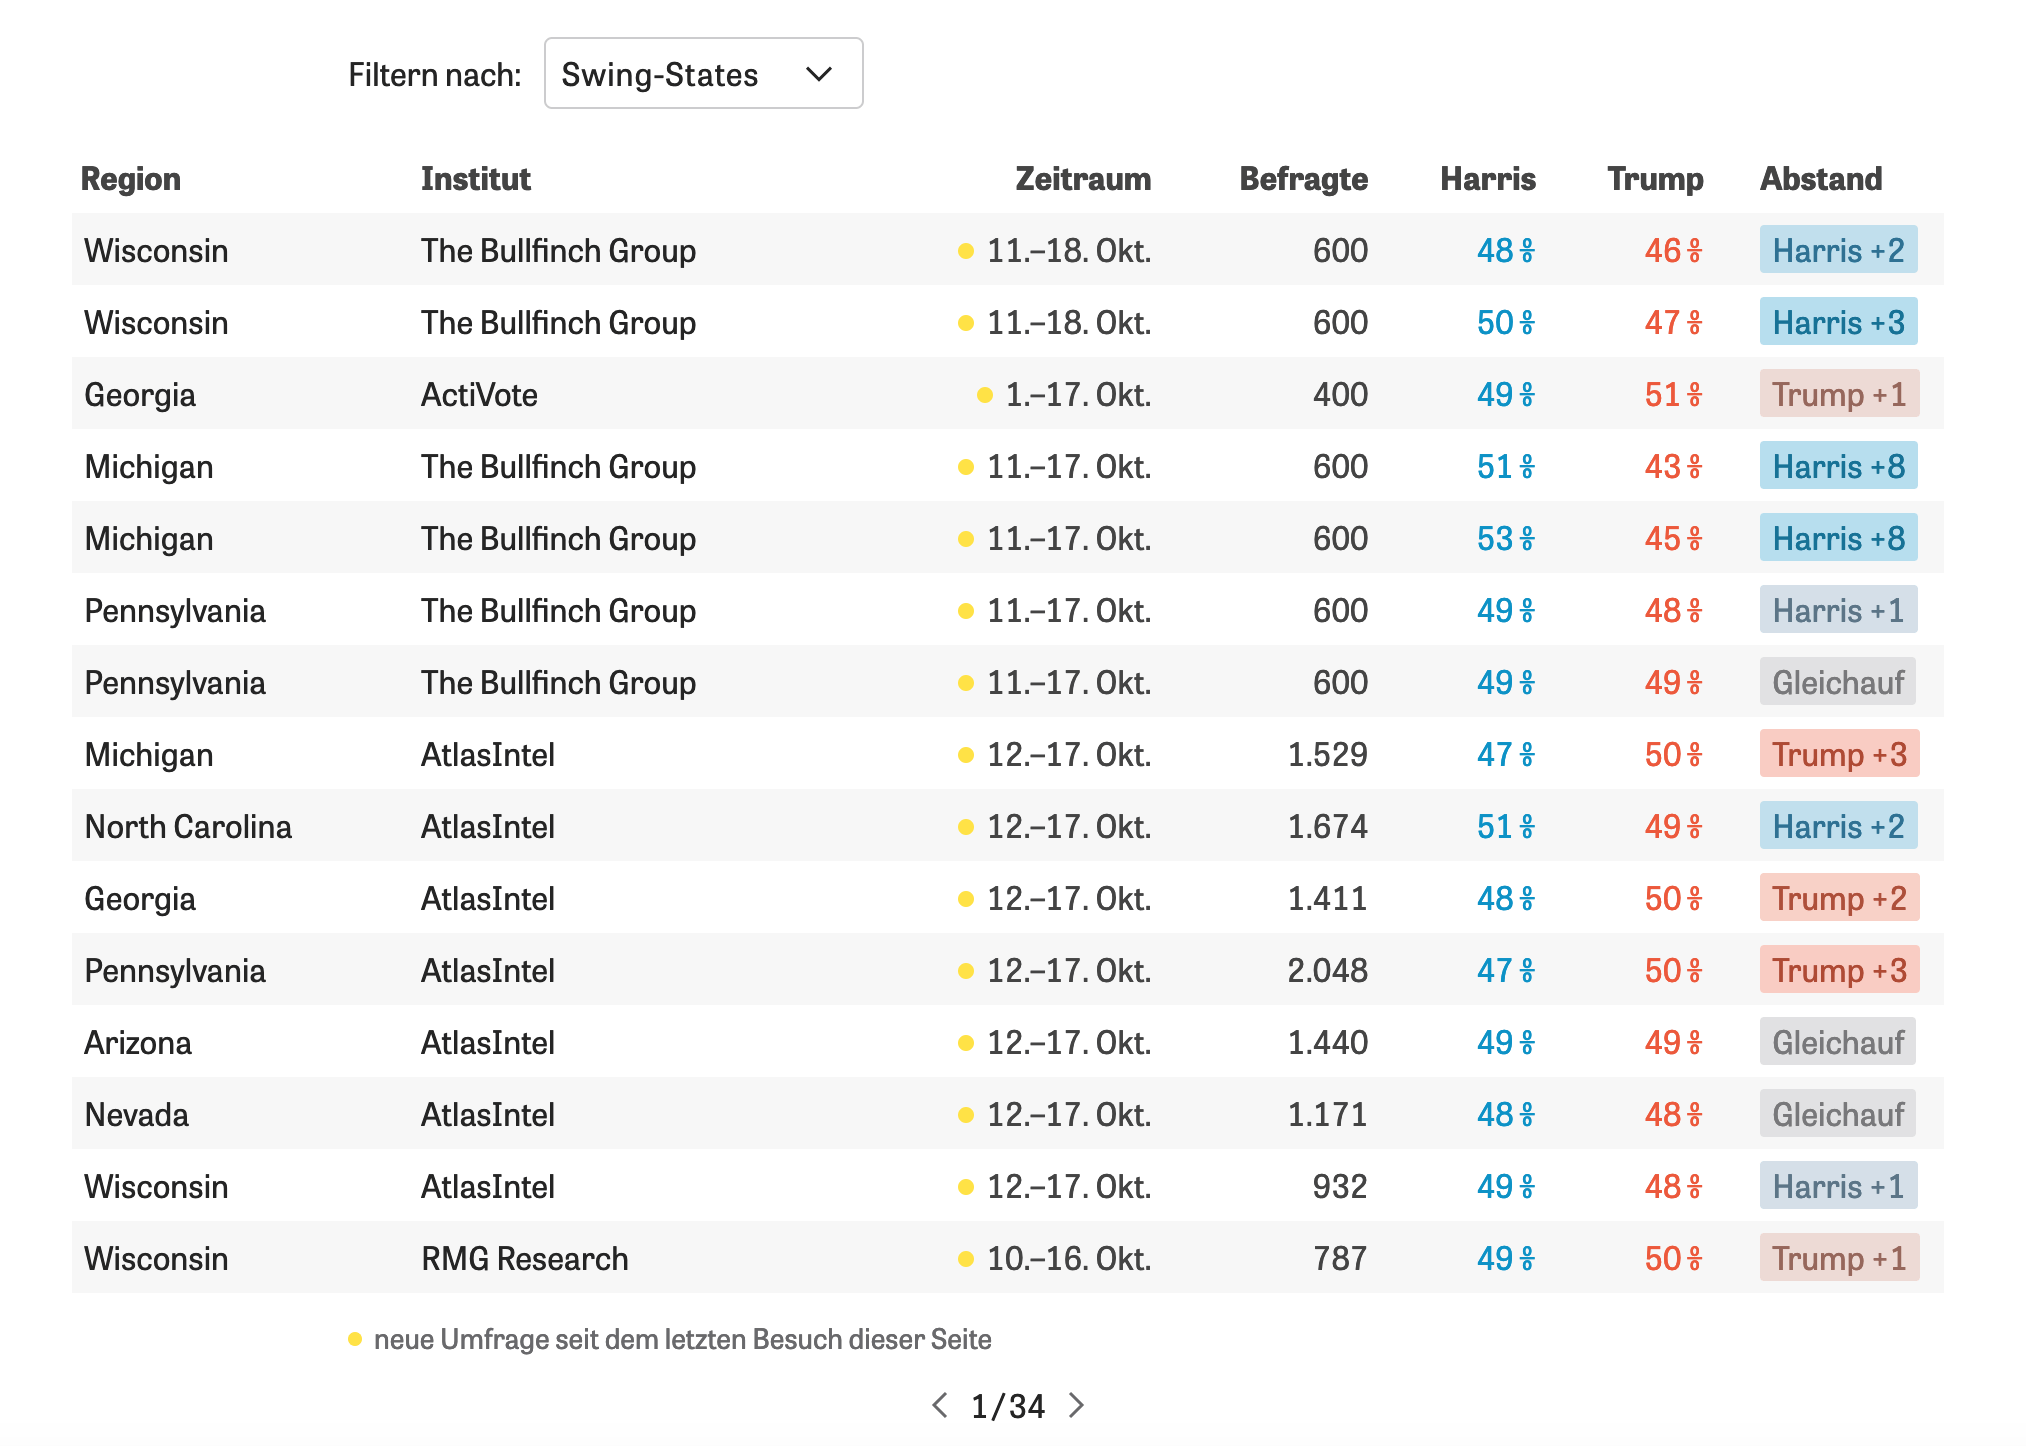 Filtern nach: Swing-States
Region Institut Zeitraum Befragte Harris Trump Abstand
Wisconsin The Bullfinch Group 11.–18. Okt. 600 48 % 46 % Harris +2
Wisconsin The Bullfinch Group 11.–18. Okt. 600 50 % 47 % Harris +3
Georgia ActiVote 1.–17. Okt. 400 49 % 51 % Trump +1
Michigan The Bullfinch Group 11.–17. Okt. 600 51 % 43 % Harris +8
Michigan The Bullfinch Group 11.–17. Okt. 600 53 % 45 % Harris +8
Pennsylvania The Bullfinch Group 11.–17. Okt. 600 49 % 48 % Harris +1
Pennsylvania The Bullfinch Group 11.–17. Okt. 600 49 % 49 % Gleichauf
Michigan AtlasIntel 12.–17. Okt. 1.529 47 % 50 % Trump +3
North Carolina AtlasIntel 12.–17. Okt. 1.674 51 % 49 % Harris +2
Georgia AtlasIntel 12.–17. Okt. 1.411 48 % 50 % Trump +2
Pennsylvania AtlasIntel 12.–17. Okt. 2.048 47 % 50 % Trump +3
Arizona AtlasIntel 12.–17. Okt. 1.440 49 % 49 % Gleichauf
Nevada AtlasIntel 12.–17. Okt. 1.171 48 % 48 % Gleichauf
Wisconsin AtlasIntel 12.–17. Okt. 932 49 % 48 % Harris +1
Wisconsin RMG Research 10.–16. Okt. 787 49 % 50 % Trump +1
neue Umfrage seit dem letzten Besuch dieser Seite
1/34